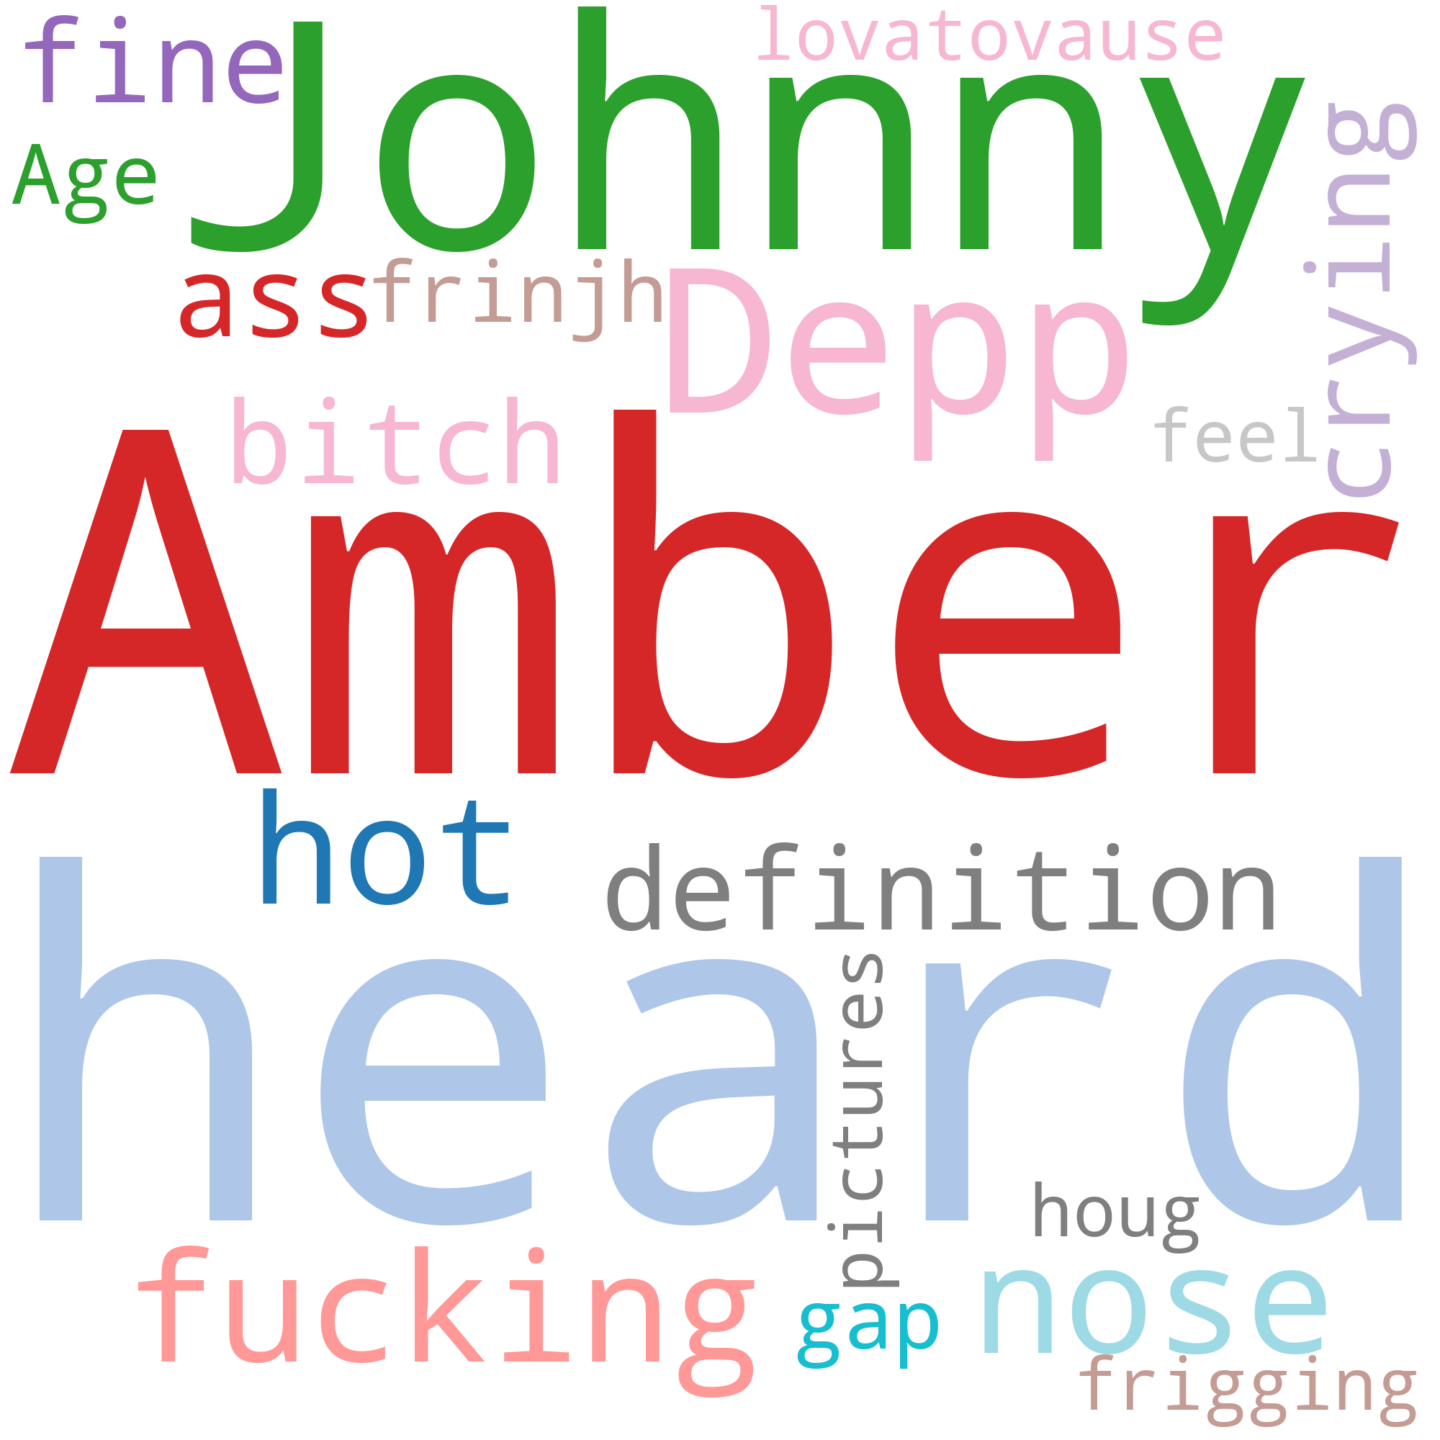 fine
Johnny
lovatovause
Age
crying
ass
frinjh
Depp
bitch
feel
Amber
hot
definition
heard
pictures
houg
fucking
gap
nose
frigging